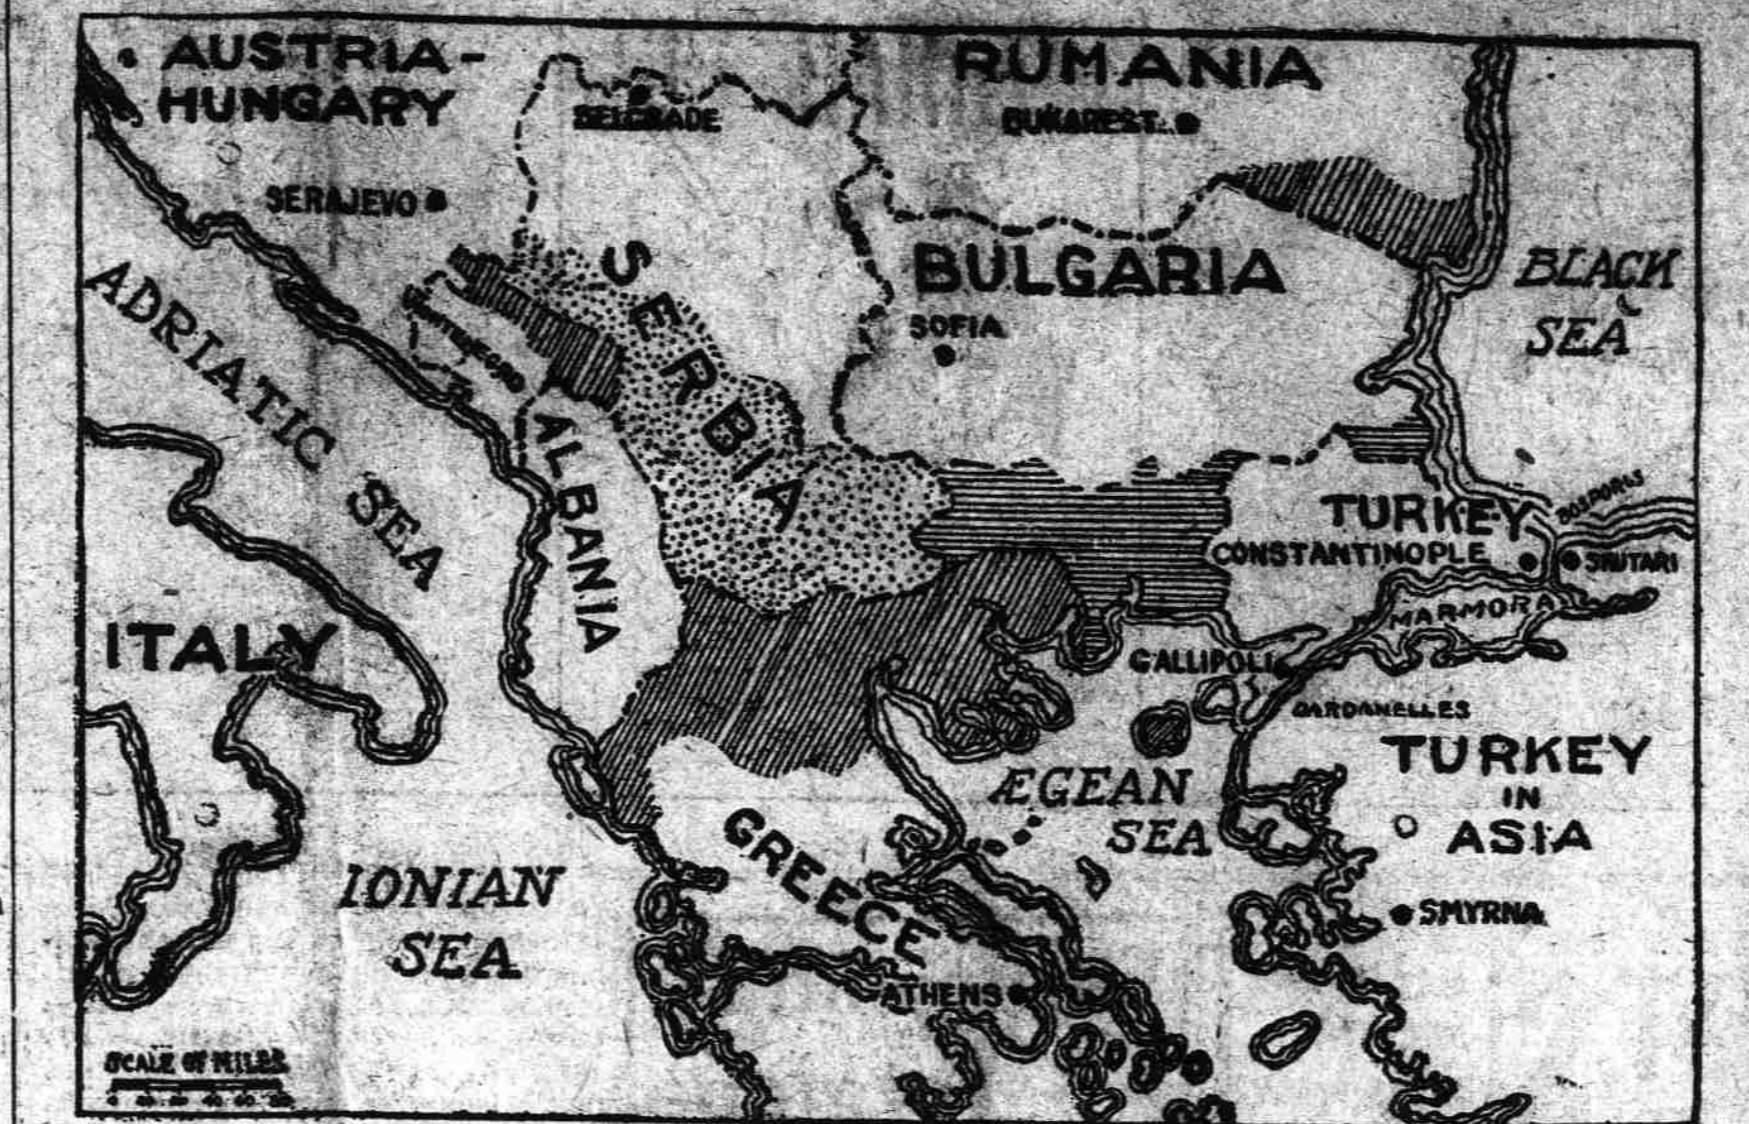 AUSTRIA-
HUNGARY
RUMANIA
BELGRADE
BUKAREST
SERAJEVO
SERBIA
BULGARIA
SOFIA
BLACK
SEA
ADRIATIC SEA
MONTENEGRO
ALBANIA
TURKEY
BOSPORUS
CONSTANTINOPLE
SKUTARI
MARMORA
ITALY
GALLIPOLI
DARDANELLES
TURKEY
IN
ASIA
ÆGEAN
SEA
GREECE
IONIAN
SEA
SMYRNA
ATHENS
SCALE OF MILES